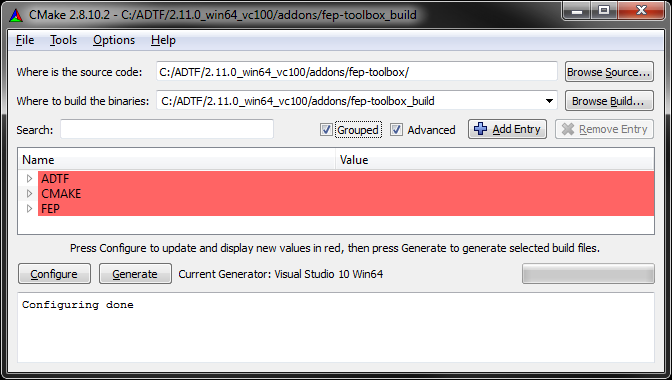 CMake 2.8.10.2 - C:/ADTF/2.11.0_win64_vc100/addons/fep-toolbox_build
File Tools Options Help
Where is the source code: C:/ADTF/2.11.0_win64_vc100/addons/fep-toolbox/ Browse Source...
Where to build the binaries: C:/ADTF/2.11.0_win64_vc100/addons/fep-toolbox_build Browse Build...
Search: Grouped Advanced Add Entry Remove Entry
Name Value
ADTF
CMAKE
FEP
Press Configure to update and display new values in red, then press Generate to generate selected build files.
Configure Generate Current Generator: Visual Studio 10 Win64
Configuring done